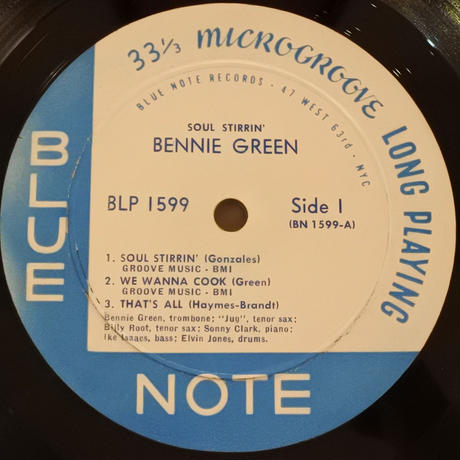 33⅓ MICROGROOVE LONG PLAYING
BLUE NOTE RECORDS · 47 WEST 63rd · NYC
SOUL STIRRIN'
BENNIE GREEN
BLP 1599
Side 1
(BN 1599-A)
1. SOUL STIRRIN' (Gonzales)
GROOVE MUSIC - BMI
2. WE WANNA COOK (Green)
GROOVE MUSIC - BMI
3. THAT'S ALL (Haymes-Brandt)
Bennie Green, trombone; "Jug", tenor sax;
Billy Root, tenor sax; Sonny Clark, piano;
Ike Isaacs, bass; Elvin Jones, drums.
BLUE
NOTE